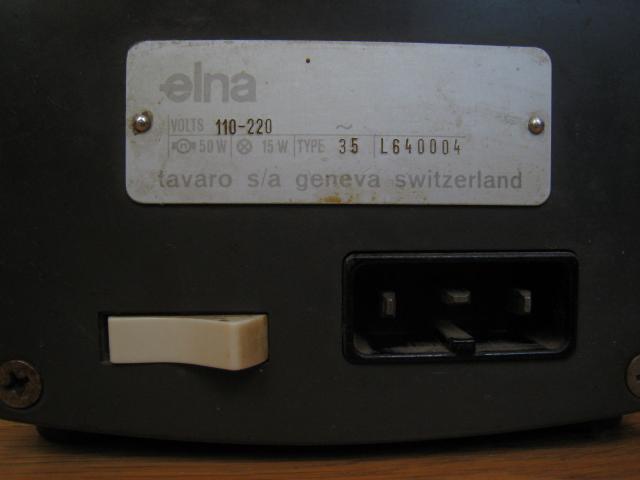 elna
VOLTS 110-220 ~
50 W 15 W TYPE 35 L640004
tavaro s/a geneva switzerland